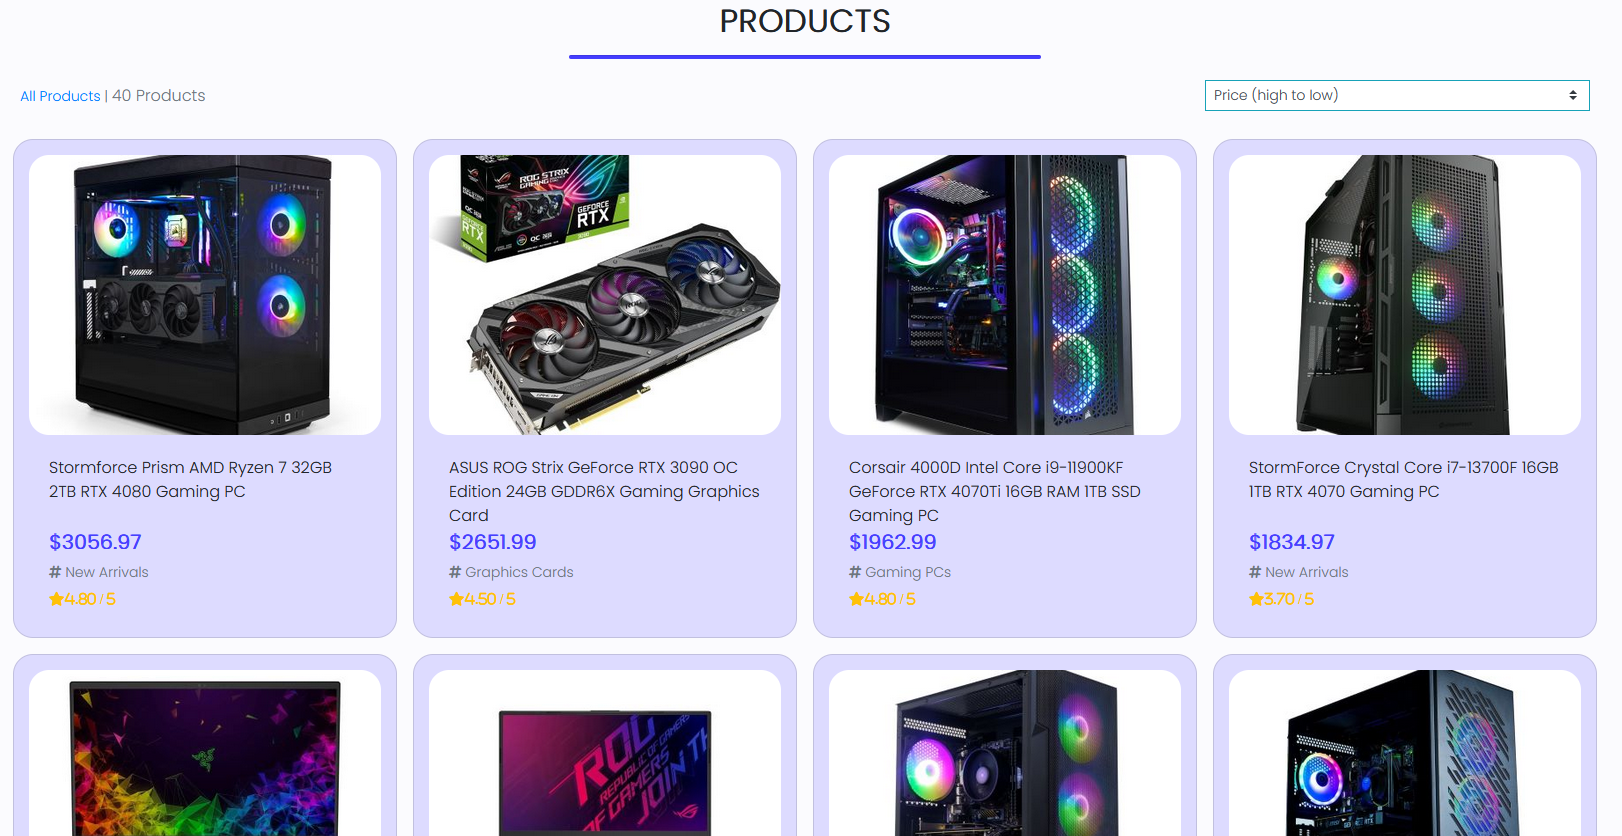 PRODUCTS
All Products | 40 Products
Price (high to low)
ROG STRIX
GAMING
GEFORCE
RTX
GEFORCE
RTX
OC
ASUS
Stormforce Prism AMD Ryzen 7 32GB
2TB RTX 4080 Gaming PC
$3056.97
# New Arrivals
4.80 / 5
ASUS ROG Strix GeForce RTX 3090 OC
Edition 24GB GDDR6X Gaming Graphics
Card
$2651.99
# Graphics Cards
4.50 / 5
Corsair 4000D Intel Core i9-11900KF
GeForce RTX 4070Ti 16GB RAM 1TB SSD
Gaming PC
$1962.99
# Gaming PCs
4.80 / 5
StormForce Crystal Core i7-13700F 16GB
1TB RTX 4070 Gaming PC
$1834.97
# New Arrivals
3.70 / 5
ROG
REPUBLIC OF GAMERS
OF GAMERS
JOIN TH